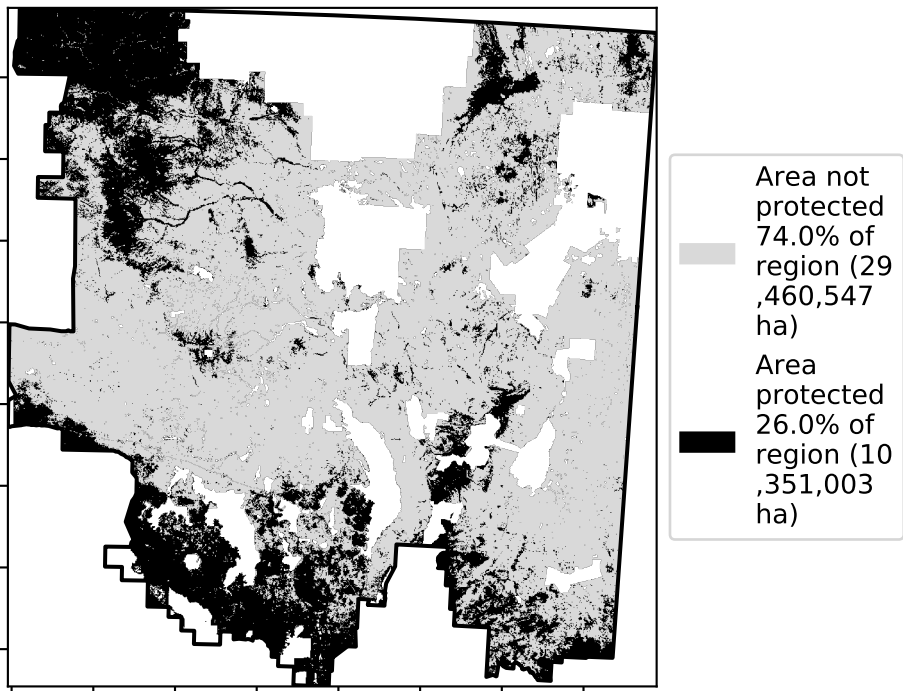 Area not
protected
74.0% of
region (29
,460,547
ha)
Area
protected
26.0% of
region (10
,351,003
ha)